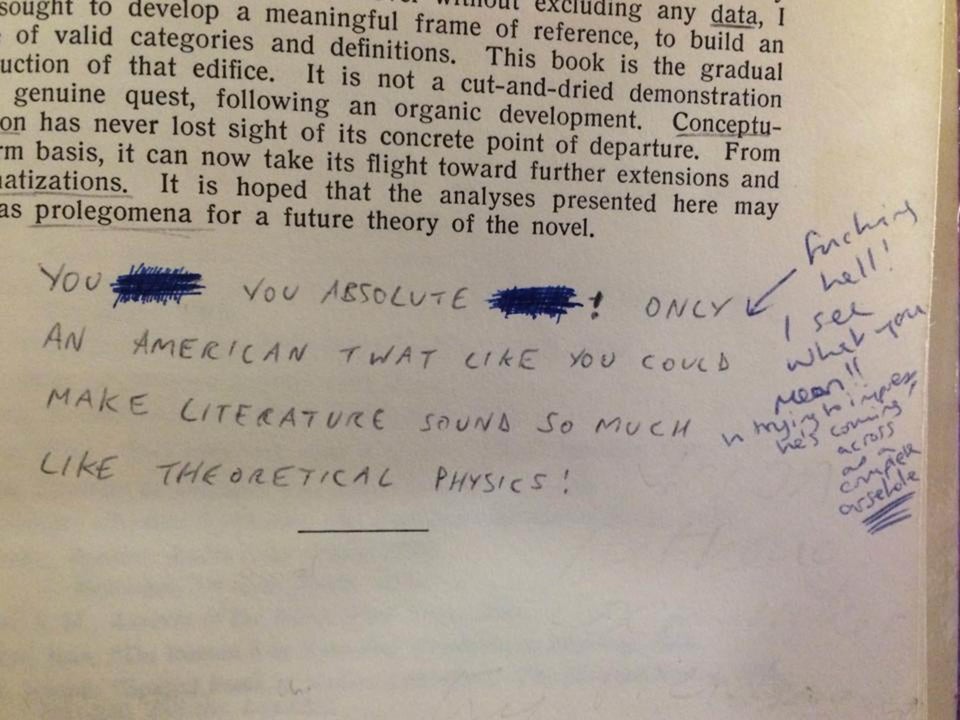 sought to develop a meaningful frame of reference, to build an
without excluding any data, I
of valid categories and definitions. This book is the gradual
uction of that edifice. It is not a cut-and-dried demonstration
genuine quest, following an organic development. Conceptu-
on has never lost sight of its concrete point of departure. From
rm basis, it can now take its flight toward further extensions and
natizations. It is hoped that the analyses presented here may
as prolegomena for a future theory of the novel.
YOU YOU ABSOLUTE ! ONLY
AN AMERICAN TWAT LIKE YOU COULD
MAKE LITERATURE SOUND SO MUCH
LIKE THEORETICAL PHYSICS!
Fucking
hell!
I see
what you
mean!!
In trying to impress,
he's coming
across
as a
complete
arsehole